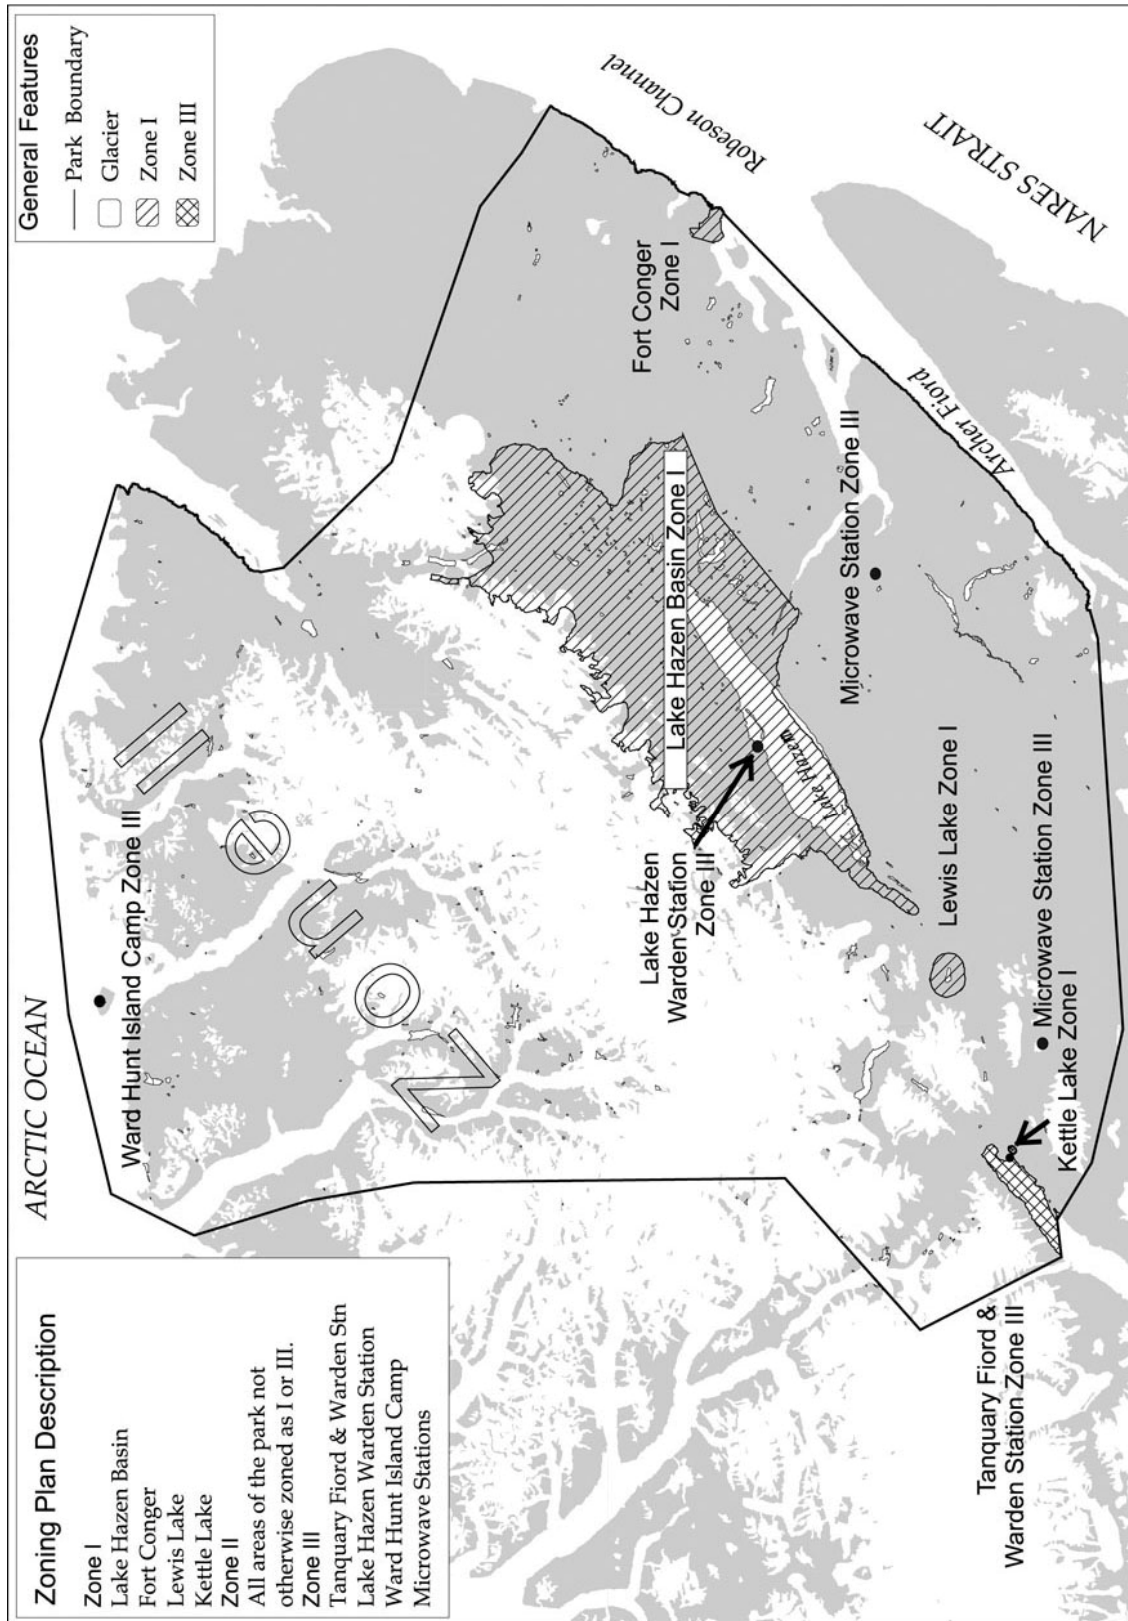 General Features
Park Boundary
Glacier
Zone I
Zone III
ARCTIC OCEAN
Ward Hunt Island Camp Zone III
Zone II
Robeson Channel
NARES STRAIT
Fort Conger
Zone I
Lake Hazen Basin Zone I
Archer Fiord
Microwave Station Zone III
Lake Hazen
Lake Hazen
Warden Station
Zone III
Lewis Lake Zone I
Microwave Station Zone III
Kettle Lake Zone I
Tanquary Fiord &
Warden Station Zone III
Zoning Plan Description
Zone I
Lake Hazen Basin
Fort Conger
Lewis Lake
Kettle Lake
Zone II
All areas of the park not
otherwise zoned as I or III.
Zone III
Tanquary Fiord & Warden Stn
Lake Hazen Warden Station
Ward Hunt Island Camp
Microwave Stations